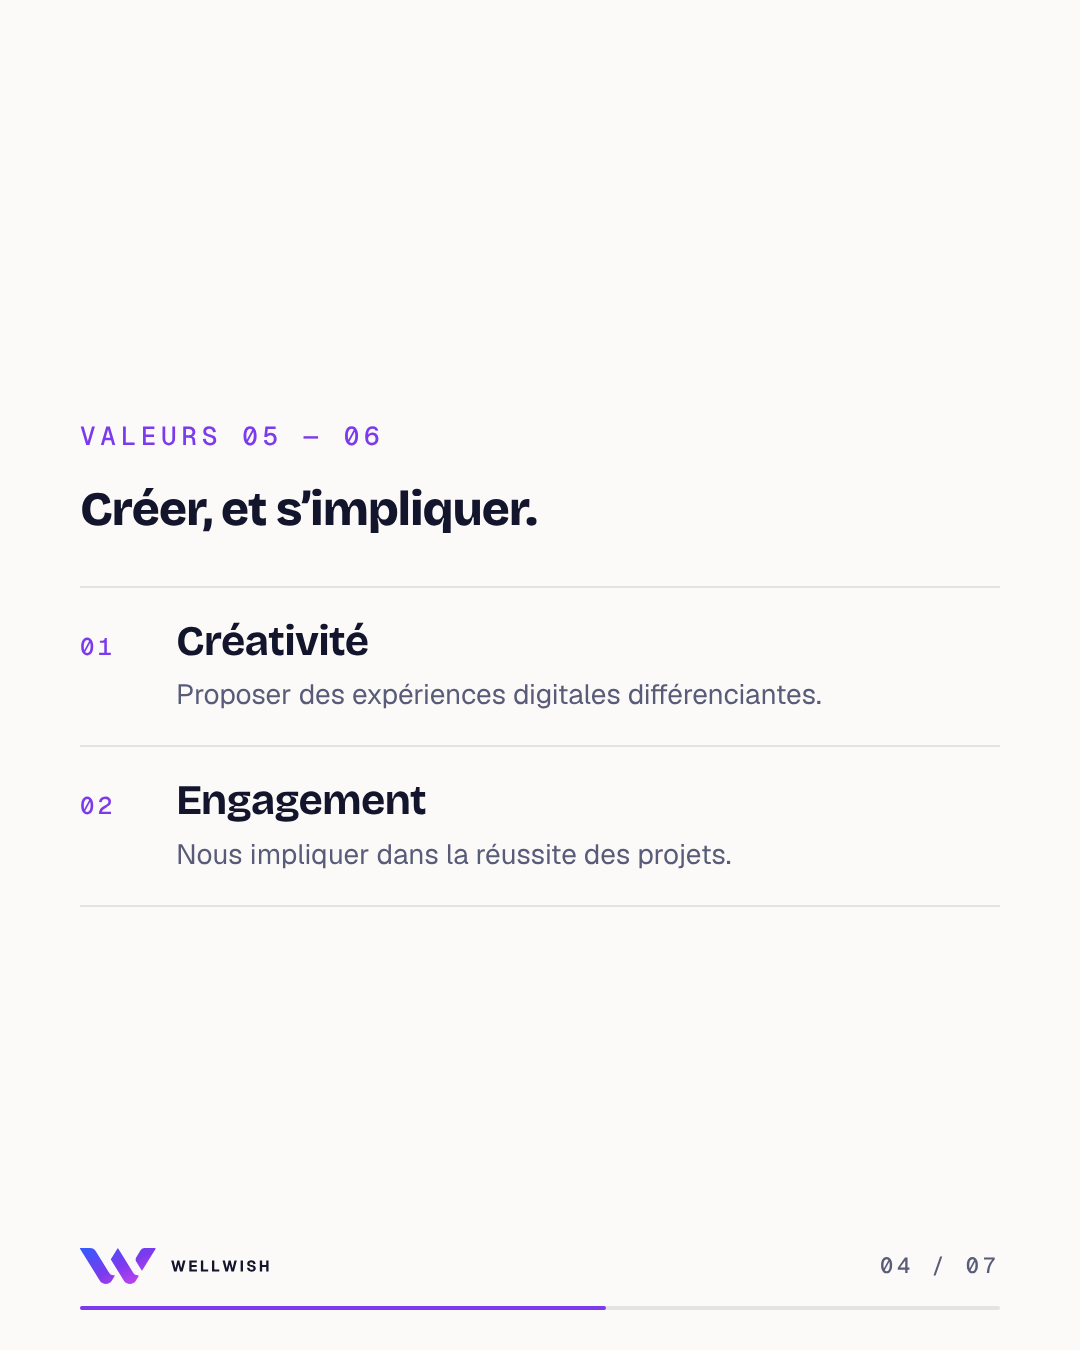 VALEURS 05 — 06
Créer, et s’impliquer.
01 Créativité
Proposer des expériences digitales différenciantes.
02 Engagement
Nous impliquer dans la réussite des projets.
WELLWISH
04 / 07